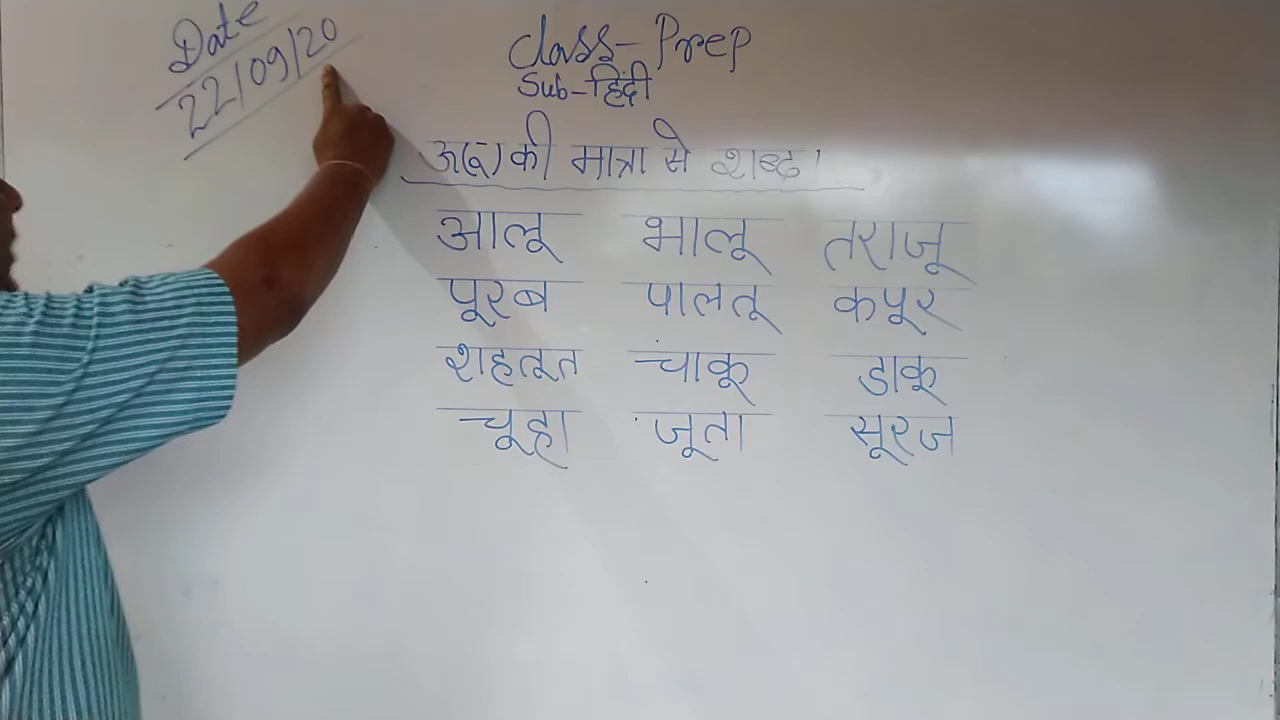 Date
22/09/20
Class-Prep
Sub-हिंदी
ऊ(ू) की मात्रा से शब्द।
आलू भालू तराजू
पूरब पालतू कपूर
शहतूत चाकू डाकू
चूहा जूता सूरज